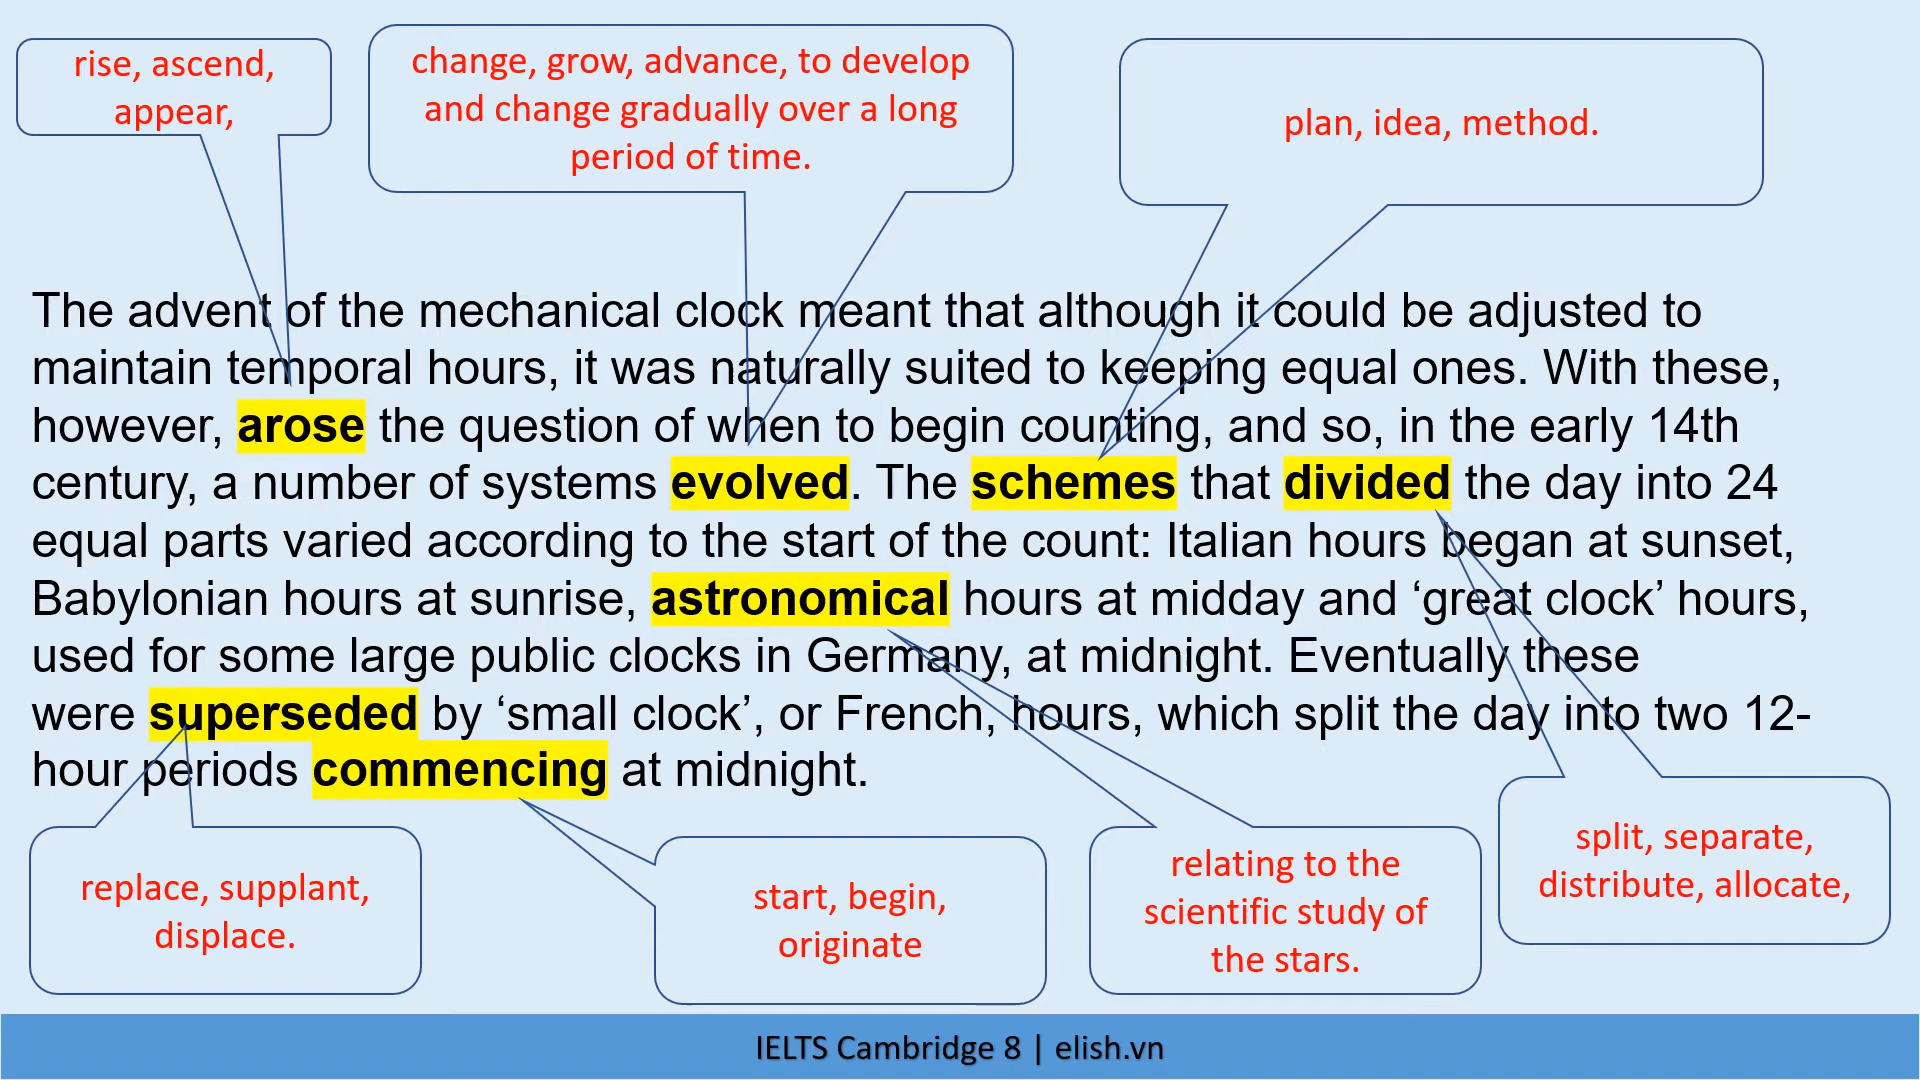 rise, ascend,
appear,
change, grow, advance, to develop
and change gradually over a long
period of time.
plan, idea, method.
The advent of the mechanical clock meant that although it could be adjusted to
maintain temporal hours, it was naturally suited to keeping equal ones. With these,
however, arose the question of when to begin counting, and so, in the early 14th
century, a number of systems evolved. The schemes that divided the day into 24
equal parts varied according to the start of the count: Italian hours began at sunset,
Babylonian hours at sunrise, astronomical hours at midday and ‘great clock’ hours,
used for some large public clocks in Germany, at midnight. Eventually these
were superseded by ‘small clock’, or French, hours, which split the day into two 12-
hour periods commencing at midnight.
replace, supplant,
displace.
start, begin,
originate
relating to the
scientific study of
the stars.
split, separate,
distribute, allocate,
IELTS Cambridge 8 | elish.vn